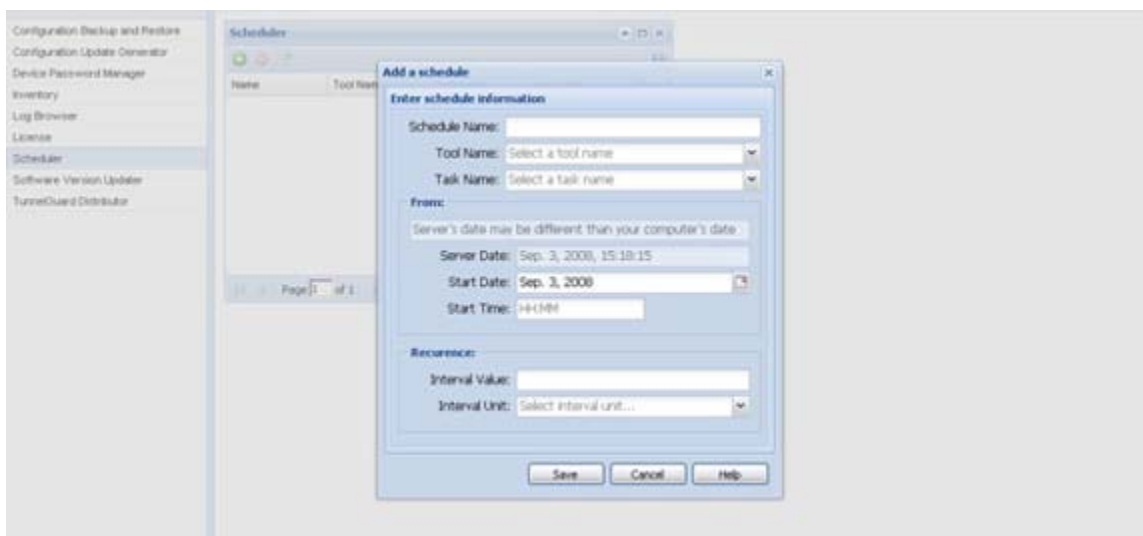 Configuration Backup and Restore
Configuration Update Generator
Device Password Manager
Inventory
Log Browser
License
Scheduler
Software Version Updater
TunnelGuard Distributor
Scheduler
Name Tool Name
Page 1 of 1
Add a schedule
Enter schedule information
Schedule Name:
Tool Name: Select a tool name
Task Name: Select a task name
From:
Server's date may be different than your computer's date
Server Date: Sep. 3, 2008, 15:18:15
Start Date: Sep. 3, 2008
Start Time: HH:MM
Recurence:
Interval Value:
Interval Unit: Select interval unit...
Save Cancel Help